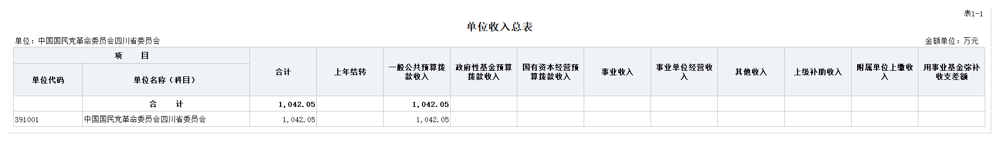 表1-1
单位收入总表
单位：中国国民党革命委员会四川省委员会
金额单位：万元
项 目
合计
上年结转
一般公共预算拨
款收入
政府性基金预算
拨款收入
国有资本经营预
算拨款收入
事业收入
事业单位经营收
入
其他收入
上级补助收入
附属单位上缴收
入
用事业基金弥补
收支差额
单位代码
单位名称（科目）
合 计
1,042.05
1,042.05
391001
中国国民党革命委员会四川省委员会
1,042.05
1,042.05